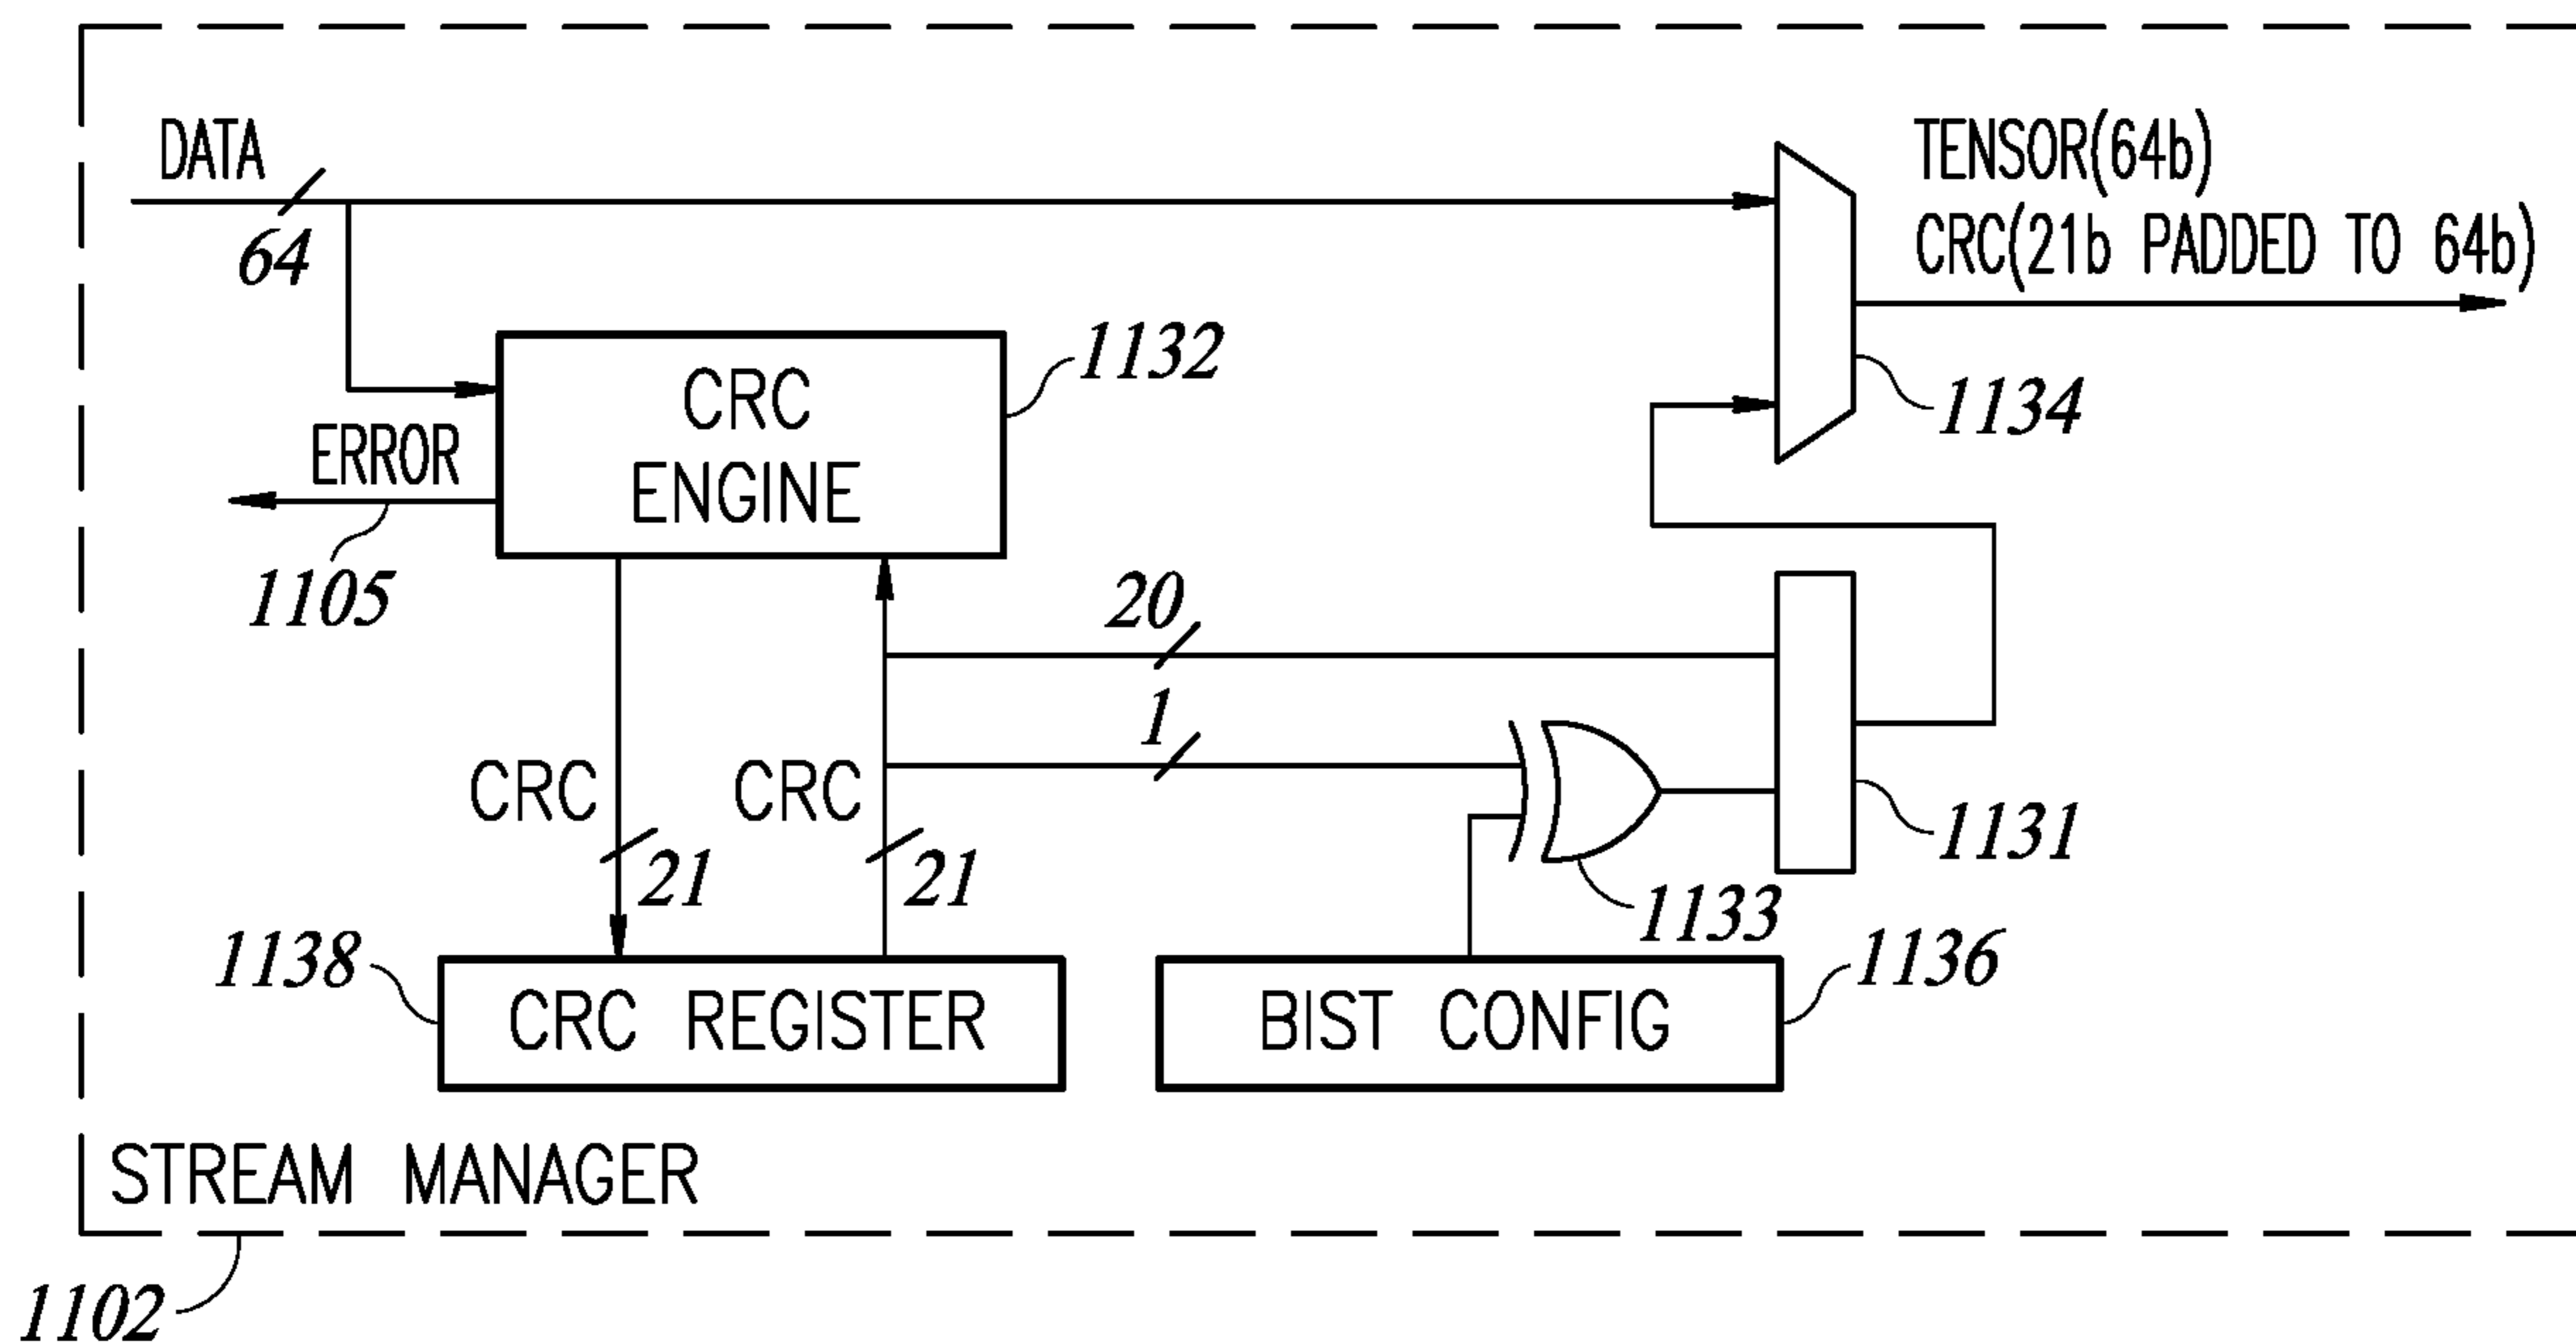 DATA
64
TENSOR(64b)
CRC(21b PADDED TO 64b)
CRC
ENGINE
1132
1134
ERROR
1105
20
1
CRC
21
CRC
21
1131
1133
1138
CRC REGISTER
BIST CONFIG
1136
STREAM MANAGER
1102